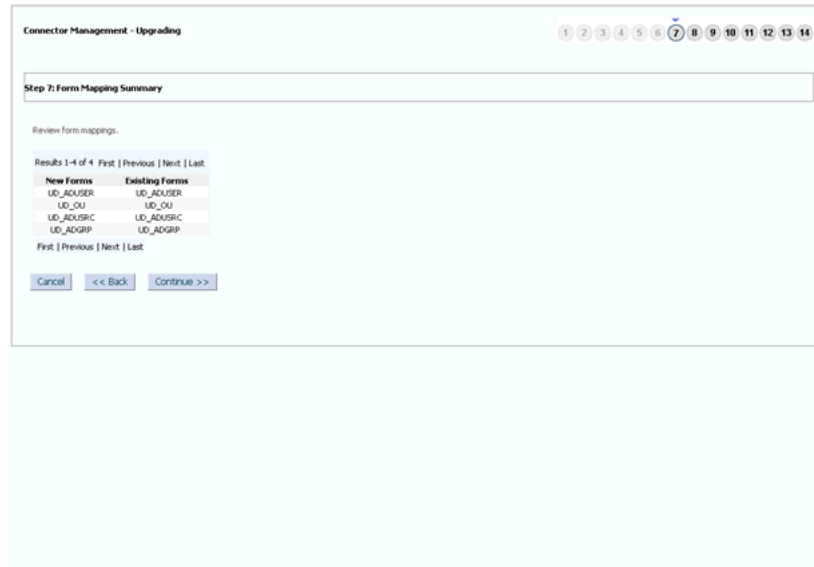 Connector Management - Upgrading
1 2 3 4 5 6 7 8 9 10 11 12 13 14
Step 7: Form Mapping Summary
Review form mappings.
Results 1-4 of 4 First | Previous | Next | Last
New Forms Existing Forms
UD_ADUSER UD_ADUSER
UD_OU UD_OU
UD_ADUSRC UD_ADUSRC
UD_ADGRP UD_ADGRP
First | Previous | Next | Last
Cancel << Back Continue >>